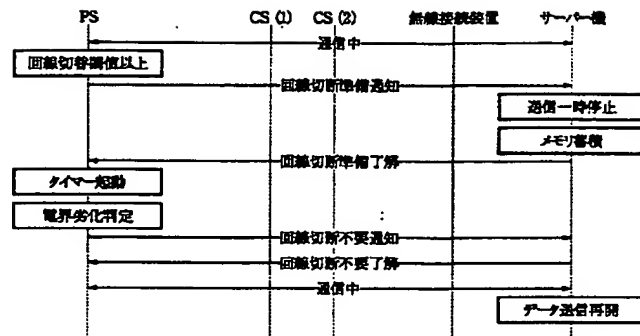 PS CS(1) CS(2) 無線接続装置 サーバー機
通信中
回線切替閾値以上
回線切断準備通知
送信一時停止
メモリ蓄積
回線切断準備了解
タイマー起動
電界劣化判定
回線切断不要通知
回線切断不要了解
通信中
データ送信再開